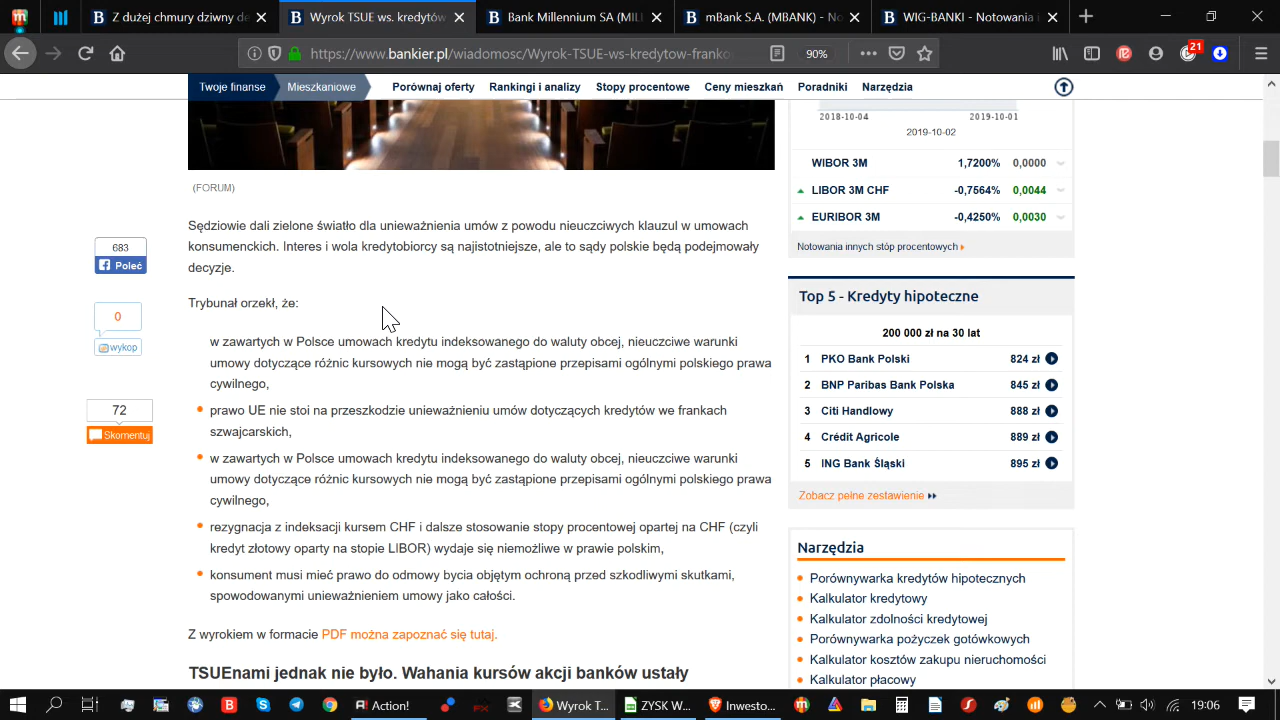 Z dużej chmury dziwny de
Wyrok TSUE ws. kredytów
Bank Millennium SA (MIL
mBank S.A. (MBANK) - No
WIG-BANKI - Notowania i
https://www.bankier.pl/wiadomosc/Wyrok-TSUE-ws-kredytow-franko
90%
21
Twoje finanse
Mieszkaniowe
Porównaj oferty
Rankingi i analizy
Stopy procentowe
Ceny mieszkań
Poradniki
Narzędzia
(FORUM)
Sędziowie dali zielone światło dla unieważnienia umów z powodu nieuczciwych klauzul w umowach
konsumenckich. Interes i wola kredytobiorcy są najistotniejsze, ale to sądy polskie będą podejmowały
decyzje.
Trybunał orzekł, że:
w zawartych w Polsce umowach kredytu indeksowanego do waluty obcej, nieuczciwe warunki
umowy dotyczące różnic kursowych nie mogą być zastąpione przepisami ogólnymi polskiego prawa
cywilnego,
prawo UE nie stoi na przeszkodzie unieważnieniu umów dotyczących kredytów we frankach
szwajcarskich,
w zawartych w Polsce umowach kredytu indeksowanego do waluty obcej, nieuczciwe warunki
umowy dotyczące różnic kursowych nie mogą być zastąpione przepisami ogólnymi polskiego prawa
cywilnego,
rezygnacja z indeksacji kursem CHF i dalsze stosowanie stopy procentowej opartej na CHF (czyli
kredyt złotowy oparty na stopie LIBOR) wydaje się niemożliwe w prawie polskim,
konsument musi mieć prawo do odmowy bycia objętym ochroną przed szkodliwymi skutkami,
spowodowanymi unieważnieniem umowy jako całości.
Z wyrokiem w formacie PDF można zapoznać się tutaj.
TSUEnami jednak nie było. Wahania kursów akcji banków ustały
683
Poleć
0
wykop
72
Skomentuj
2018-10-04
2019-10-01
2019-10-02
WIBOR 3M 1,7200% 0,0000
LIBOR 3M CHF -0,7564% 0,0044
EURIBOR 3M -0,4250% 0,0030
Notowania innych stóp procentowych
Top 5 - Kredyty hipoteczne
200 000 zł na 30 lat
1 PKO Bank Polski 824 zł
2 BNP Paribas Bank Polska 845 zł
3 Citi Handlowy 888 zł
4 Crédit Agricole 889 zł
5 ING Bank Śląski 895 zł
Zobacz pełne zestawienie
Narzędzia
Porównywarka kredytów hipotecznych
Kalkulator kredytowy
Kalkulator zdolności kredytowej
Porównywarka pożyczek gotówkowych
Kalkulator kosztów zakupu nieruchomości
Kalkulator płacowy
Action!
Wyrok T...
ZYSK W...
Inwesto...
19:06